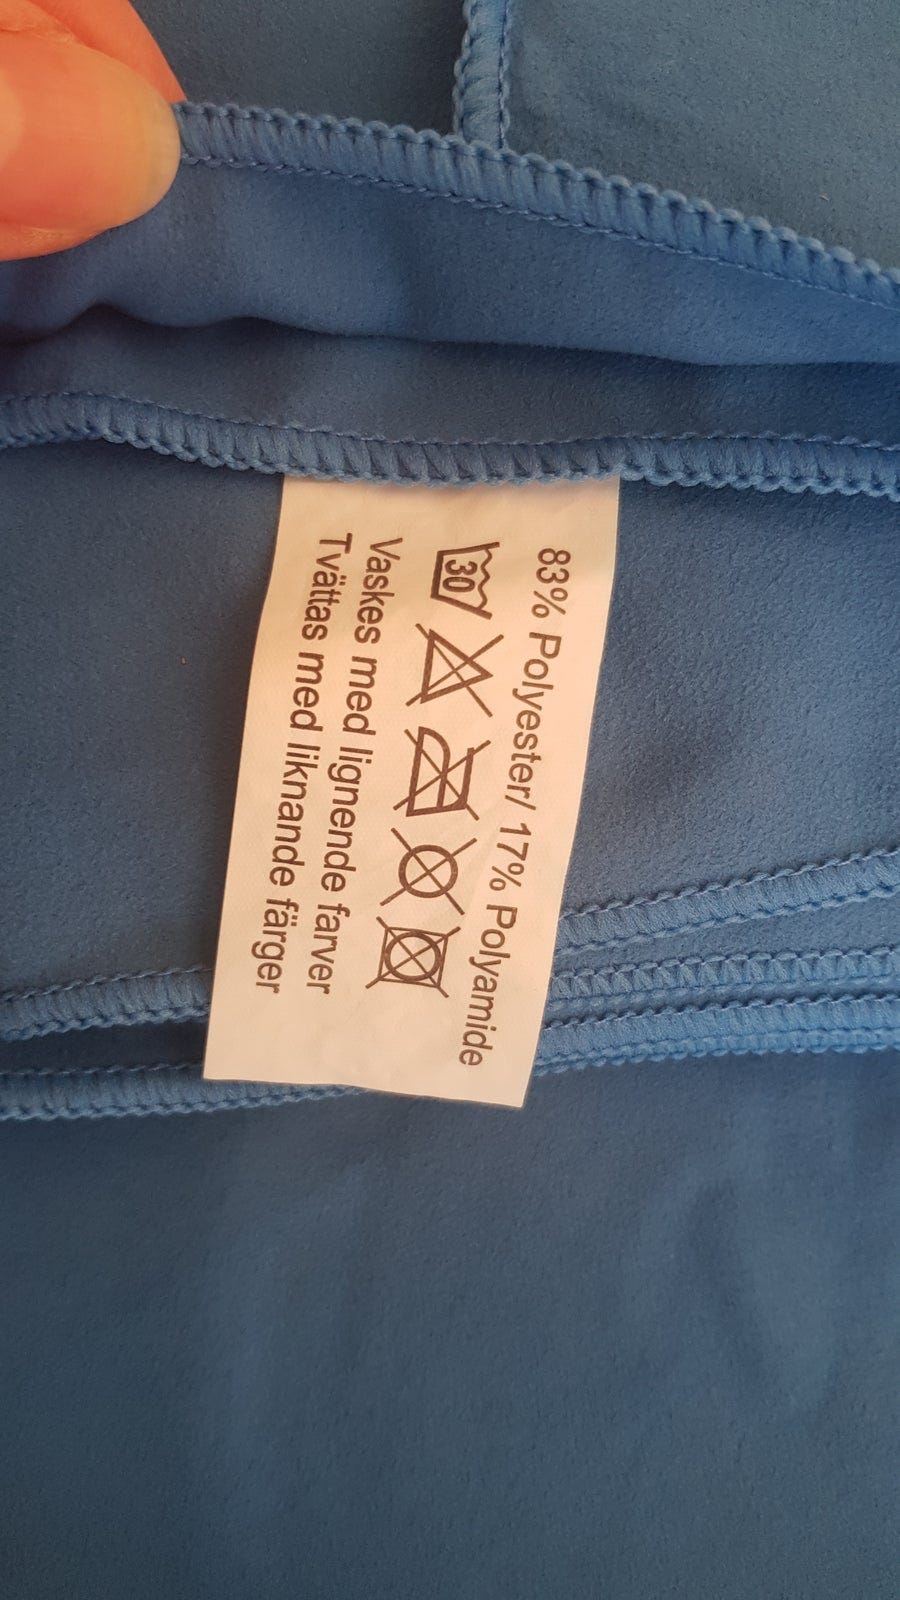 83% Polyester/ 17% Polyamide
30
Vaskes med lignende farver
Tvättas med liknande färger